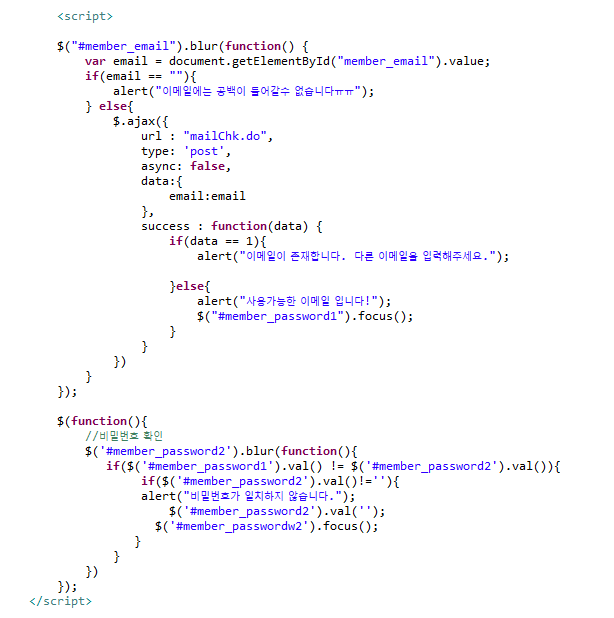 <script>
$("#member_email").blur(function() {
var email = document.getElementById("member_email").value;
if(email == ""){
alert("이메일에는 공백이 들어갈수 없습니다ㅠㅠ");
} else{
$.ajax({
url : "mailChk.do",
type: 'post',
async: false,
data:{
email:email
},
success : function(data) {
if(data == 1){
alert("이메일이 존재합니다. 다른 이메일을 입력해주세요.");
}else{
alert("사용가능한 이메일 입니다!");
$("#member_password1").focus();
}
}
})
}
});
$(function(){
//비밀번호 확인
$('#member_password2').blur(function(){
if($('#member_password1').val() != $('#member_password2').val()){
if($('#member_password2').val()!=''){
alert("비밀번호가 일치하지 않습니다.");
$('#member_password2').val('');
$('#member_passwordw2').focus();
}
}
})
});
</script>